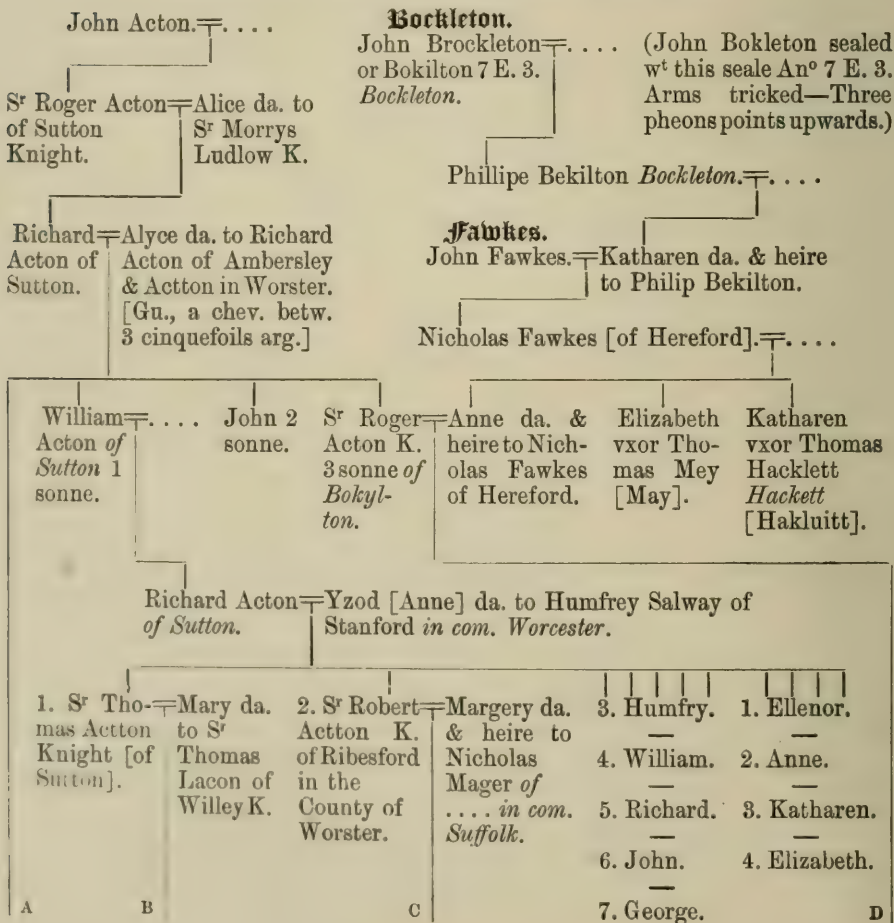 John Acton.╤. . . .
Bockleton.
John Brockleton╤. . . .
or Bokilton 7 E. 3.
Bockleton.
(John Bokleton sealed
wᵗ this seale Anº 7 E. 3.
Arms tricked—Three
pheons points upwards.)
Sʳ Roger Acton╤Alice da. to
of Sutton Sʳ Morrys
Knight. Ludlow K.
Phillipe Bekilton Bockleton.╤. . . .
Richard╤Alyce da. to Richard
Acton of Acton of Ambersley
Sutton. & Actton in Worster.
[Gu., a chev. betw.
3 cinquefoils arg.]
Fawkes.
John Fawkes.╤Katharen da. & heire
to Philip Bekilton.
Nicholas Fawkes [of Hereford].╤. . . .
William╤. . . .
Acton of
Sutton 1
sonne.
John 2
sonne.
Sʳ Roger╤Anne da. &
Acton K. heire to Nich-
3 sonne of olas Fawkes
Bokyl- of Hereford.
ton.
Elizabeth
vxor Tho-
mas Mey
[May].
Katharen
vxor Thomas
Hacklett
Hackett
[Hakluitt].
Richard Acton╤Yzod [Anne] da. to Humfrey Salway of
of Sutton. Stanford in com. Worcester.
1. Sʳ Tho-╤Mary da.
mas Actton to Sʳ
Knight [of Thomas
Sutton]. Lacon of
Willey K.
2. Sʳ Robert╤Margery da.
Actton K. & heire to
of Ribesford Nicholas
in the Mager of
County of . . . . in com.
Worster. Suffolk.
3. Humfry.
—
4. William.
—
5. Richard.
—
6. John.
—
7. George.
1. Ellenor.
—
2. Anne.
—
3. Katharen.
—
4. Elizabeth.
A B C D